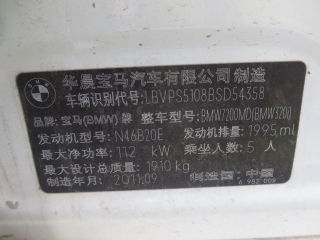 华晨宝马汽车有限公司 制造
车辆识别代号: LBVPS5108BSD54358
品牌: 宝马(BMW)牌 整车型号: BMW7200MD(BMW320i)
发动机型号: N46B20E 发动机排量: 1995 ml
最大净功率: 112 kW 乘坐人数: 5 人
最大设计总质量: 1910 kg
制造年月: 2011.09 制造国: 中国
6 982 009